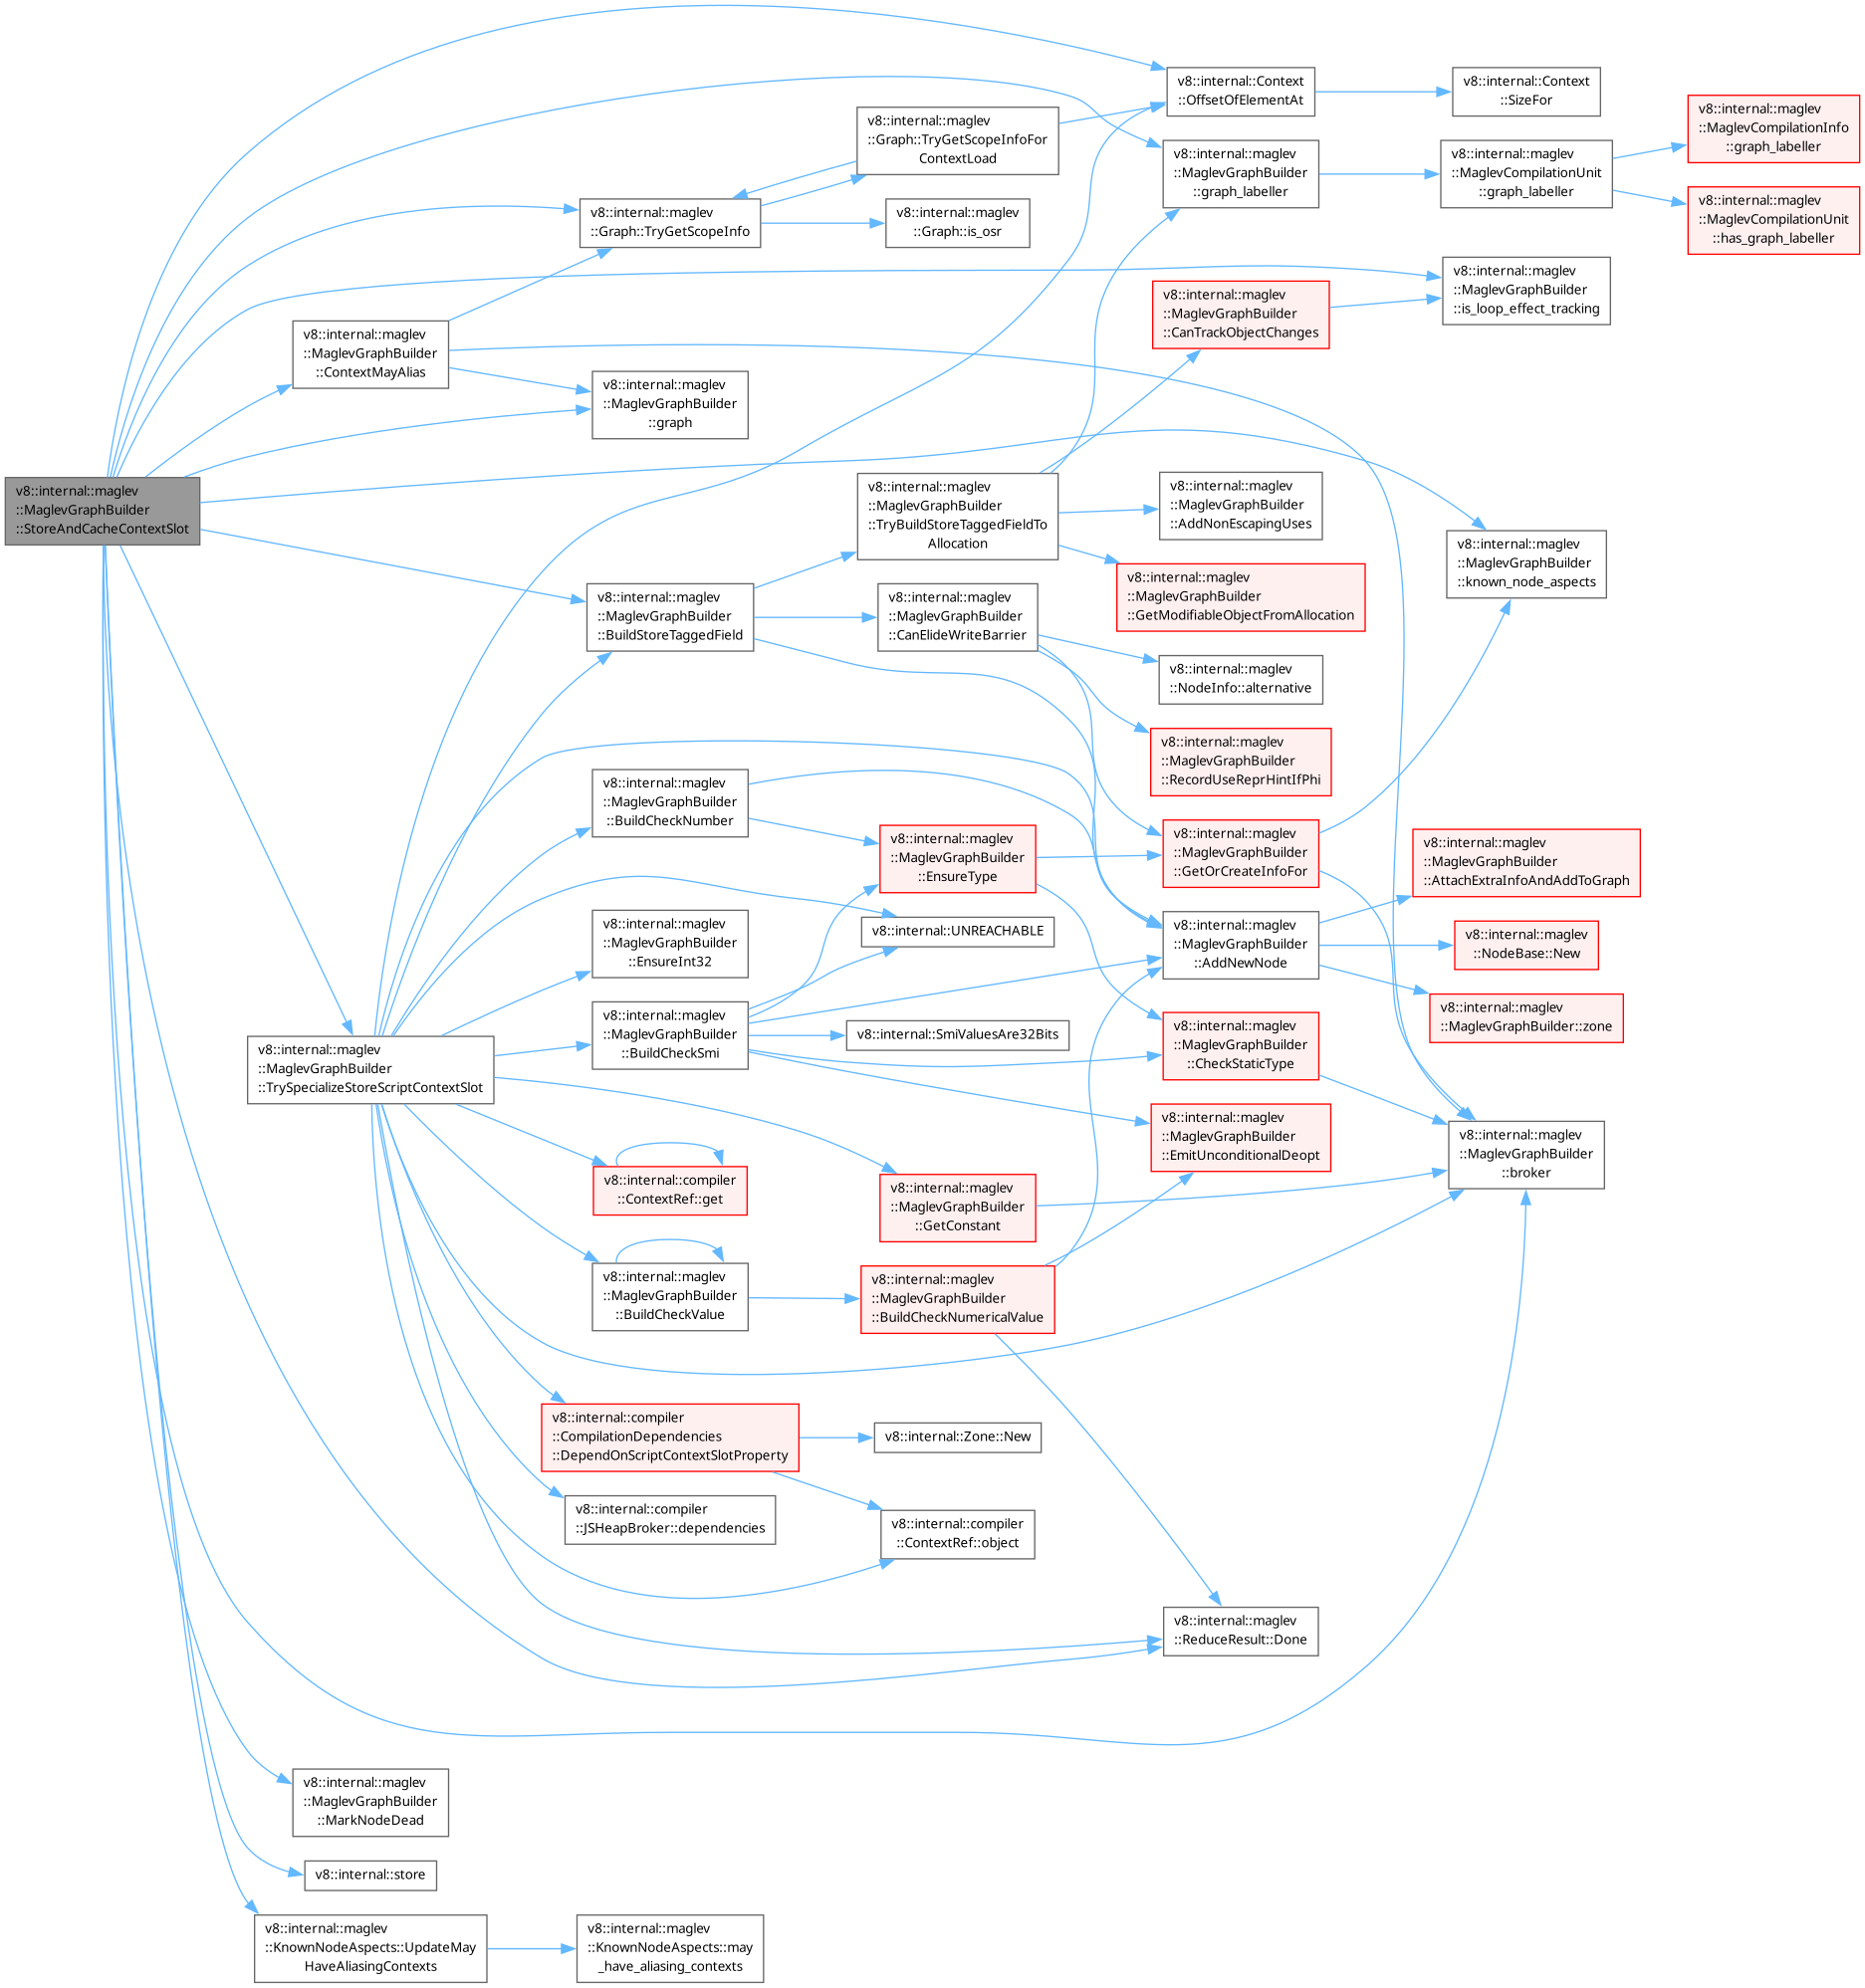 v8::internal::maglev
::MaglevGraphBuilder
::StoreAndCacheContextSlot
v8::internal::Context
::OffsetOfElementAt
v8::internal::Context
::SizeFor
v8::internal::maglev
::MaglevGraphBuilder
::graph_labeller
v8::internal::maglev
::MaglevCompilationUnit
::graph_labeller
v8::internal::maglev
::MaglevCompilationInfo
::graph_labeller
v8::internal::maglev
::MaglevCompilationUnit
::has_graph_labeller
v8::internal::maglev
::Graph::TryGetScopeInfoFor
ContextLoad
v8::internal::maglev
::Graph::TryGetScopeInfo
v8::internal::maglev
::Graph::is_osr
v8::internal::maglev
::MaglevGraphBuilder
::is_loop_effect_tracking
v8::internal::maglev
::MaglevGraphBuilder
::CanTrackObjectChanges
v8::internal::maglev
::MaglevGraphBuilder
::ContextMayAlias
v8::internal::maglev
::MaglevGraphBuilder
::graph
v8::internal::maglev
::MaglevGraphBuilder
::TryBuildStoreTaggedFieldTo
Allocation
v8::internal::maglev
::MaglevGraphBuilder
::AddNonEscapingUses
v8::internal::maglev
::MaglevGraphBuilder
::GetModifiableObjectFromAllocation
v8::internal::maglev
::MaglevGraphBuilder
::known_node_aspects
v8::internal::maglev
::MaglevGraphBuilder
::BuildStoreTaggedField
v8::internal::maglev
::MaglevGraphBuilder
::CanElideWriteBarrier
v8::internal::maglev
::NodeInfo::alternative
v8::internal::maglev
::MaglevGraphBuilder
::RecordUseReprHintIfPhi
v8::internal::maglev
::MaglevGraphBuilder
::BuildCheckNumber
v8::internal::maglev
::MaglevGraphBuilder
::EnsureType
v8::internal::maglev
::MaglevGraphBuilder
::GetOrCreateInfoFor
v8::internal::maglev
::MaglevGraphBuilder
::AttachExtraInfoAndAddToGraph
v8::internal::maglev
::MaglevGraphBuilder
::EnsureInt32
v8::internal::UNREACHABLE
v8::internal::maglev
::MaglevGraphBuilder
::AddNewNode
v8::internal::maglev
::NodeBase::New
v8::internal::maglev
::MaglevGraphBuilder::zone
v8::internal::maglev
::MaglevGraphBuilder
::TrySpecializeStoreScriptContextSlot
v8::internal::maglev
::MaglevGraphBuilder
::BuildCheckSmi
v8::internal::SmiValuesAre32Bits
v8::internal::maglev
::MaglevGraphBuilder
::CheckStaticType
v8::internal::maglev
::MaglevGraphBuilder
::EmitUnconditionalDeopt
v8::internal::maglev
::MaglevGraphBuilder
::broker
v8::internal::compiler
::ContextRef::get
v8::internal::maglev
::MaglevGraphBuilder
::GetConstant
v8::internal::maglev
::MaglevGraphBuilder
::BuildCheckValue
v8::internal::maglev
::MaglevGraphBuilder
::BuildCheckNumericalValue
v8::internal::compiler
::CompilationDependencies
::DependOnScriptContextSlotProperty
v8::internal::Zone::New
v8::internal::compiler
::JSHeapBroker::dependencies
v8::internal::compiler
::ContextRef::object
v8::internal::maglev
::ReduceResult::Done
v8::internal::maglev
::MaglevGraphBuilder
::MarkNodeDead
v8::internal::store
v8::internal::maglev
::KnownNodeAspects::UpdateMay
HaveAliasingContexts
v8::internal::maglev
::KnownNodeAspects::may
_have_aliasing_contexts